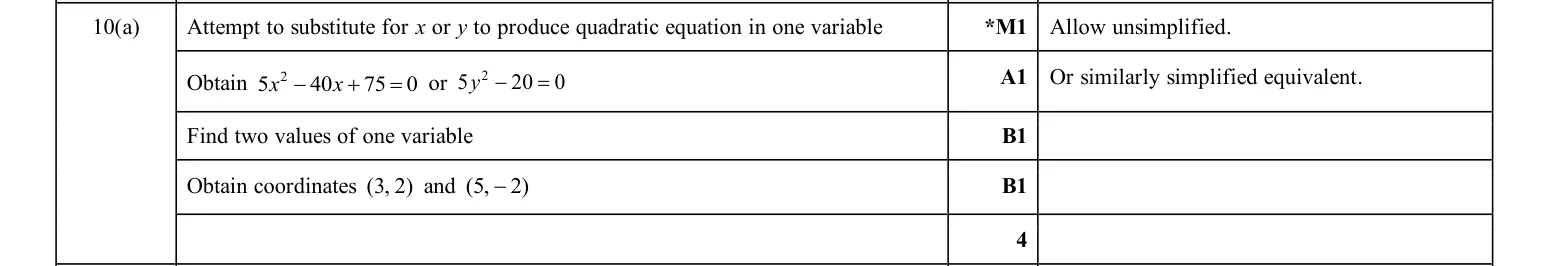 10(a) Attempt to substitute for x or y to produce quadratic equation in one variable *M1 Allow unsimplified.
Obtain 5x² − 40x + 75 = 0 or 5y² − 20 = 0 A1 Or similarly simplified equivalent.
Find two values of one variable B1
Obtain coordinates (3, 2) and (5, − 2) B1
4